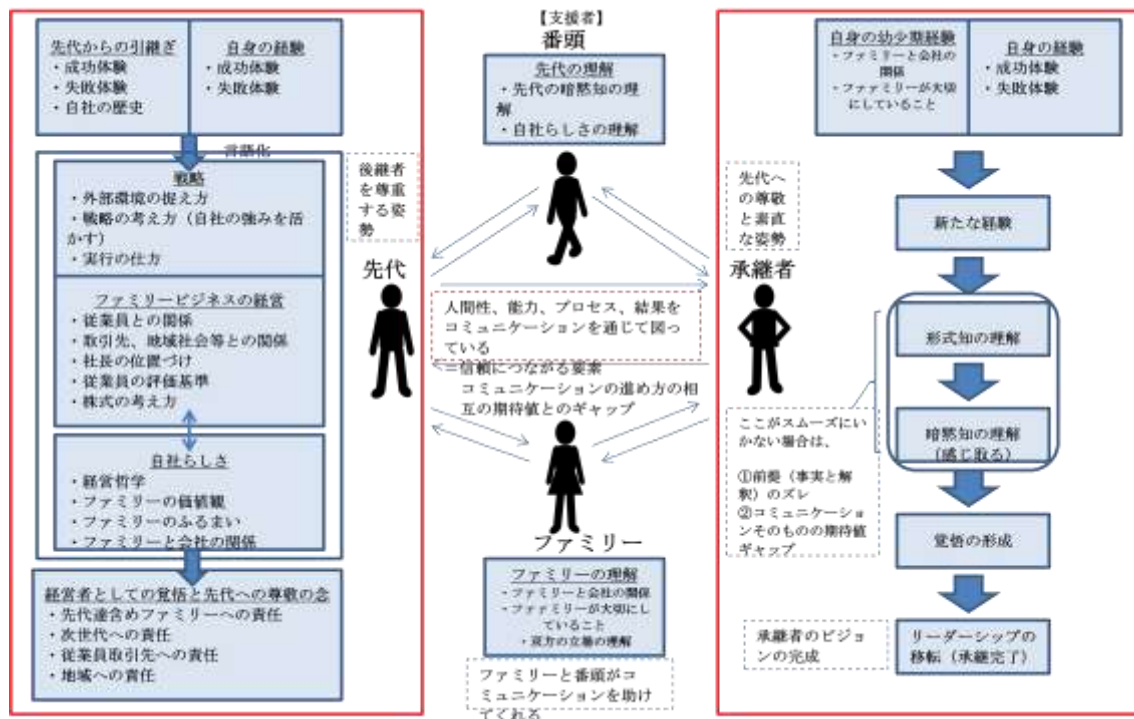 先代からの引継ぎ
・成功体験
・失敗体験
・自社の歴史
自身の経験
・成功体験
・失敗体験
言語化
戦略
・外部環境の捉え方
・戦略の考え方（自社の強みを活
かす）
・実行の仕方
ファミリービジネスの経営
・従業員との関係
・取引先、地域社会等との関係
・社長の位置づけ
・従業員の評価基準
・株式の考え方
自社らしさ
・経営哲学
・ファミリーの価値観
・ファミリーのふるまい
・ファミリーと会社の関係
経営者としての覚悟と先代への尊敬の念
・先代達含めファミリーへの責任
・次世代への責任
・従業員取引先への責任
・地域への責任
【支援者】
番頭
先代の理解
・先代の暗黙知の理
解
・自社らしさの理解
後継者
を尊重
する姿
勢
先代へ
の尊敬
と素直
な姿勢
先代
承継者
人間性、能力、プロセス、結果を
コミュニケーションを通じて図っ
ている
＝信頼につながる要素
コミュニケーションの進め方の相
互の期待値とのギャップ
ファミリー
ファミリーの理解
・ファミリーと会社の関係
・ファァミリーが大切にし
ていること
・双方の立場の理解
ファミリーと番頭がコ
ミュニケーションを助け
てくれる
自身の幼少期経験
・ファミリーと会社の
関係
・ファァミリーが大切
にしていること
自身の経験
・成功体験
・失敗体験
新たな経験
形式知の理解
暗黙知の理解
（感じ取る）
ここがスムーズにい
かない場合は、
①前提（事実と解
釈）のズレ
②コミュニケーショ
ンそのものの期待値
ギャップ
覚悟の形成
承継者のビジョ
ンの完成
リーダーシップの
移転（承継完了）